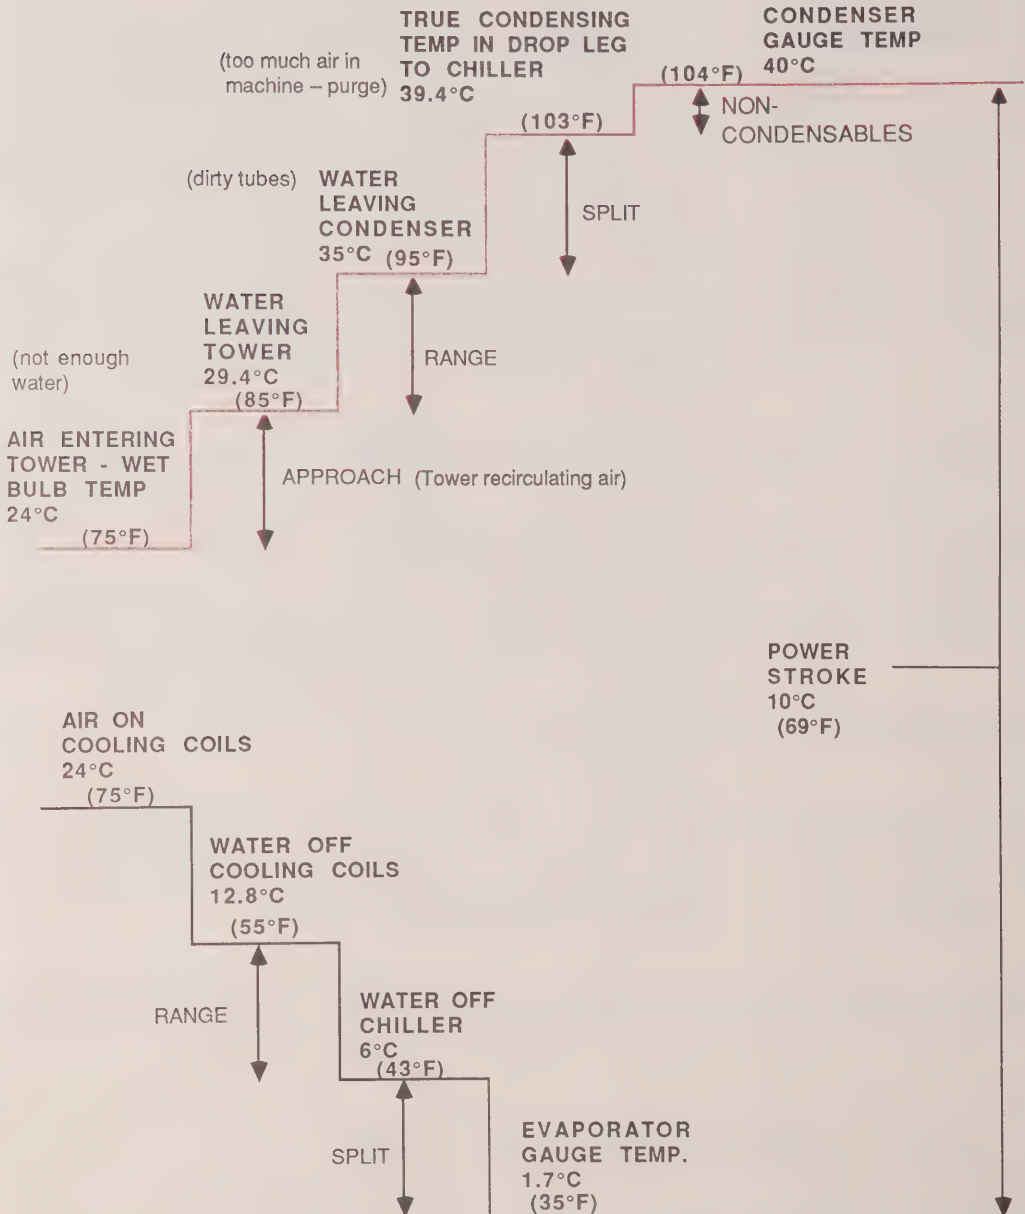 TRUE CONDENSING
TEMP IN DROP LEG
TO CHILLER
39.4°C
(103°F)
CONDENSER
GAUGE TEMP
40°C
(104°F)
(too much air in
machine – purge)
NON-
CONDENSABLES
(dirty tubes)
WATER
LEAVING
CONDENSER
35°C (95°F)
SPLIT
WATER
LEAVING
TOWER
29.4°C
(85°F)
RANGE
(not enough
water)
AIR ENTERING
TOWER - WET
BULB TEMP
24°C
(75°F)
APPROACH (Tower recirculating air)
POWER
STROKE
10°C
(69°F)
AIR ON
COOLING COILS
24°C
(75°F)
WATER OFF
COOLING COILS
12.8°C
(55°F)
RANGE
WATER OFF
CHILLER
6°C
(43°F)
SPLIT
EVAPORATOR
GAUGE TEMP.
1.7°C
(35°F)